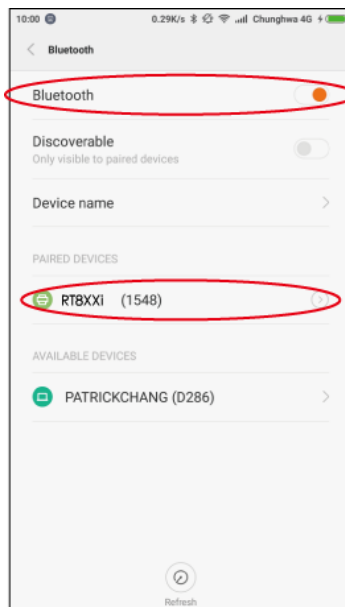 10:00 0.29K/s Chunghwa 4G
Bluetooth
Bluetooth
Discoverable
Only visible to paired devices
Device name
PAIRED DEVICES
RT8XXi (1548)
AVAILABLE DEVICES
PATRICKCHANG (D286)
Refresh